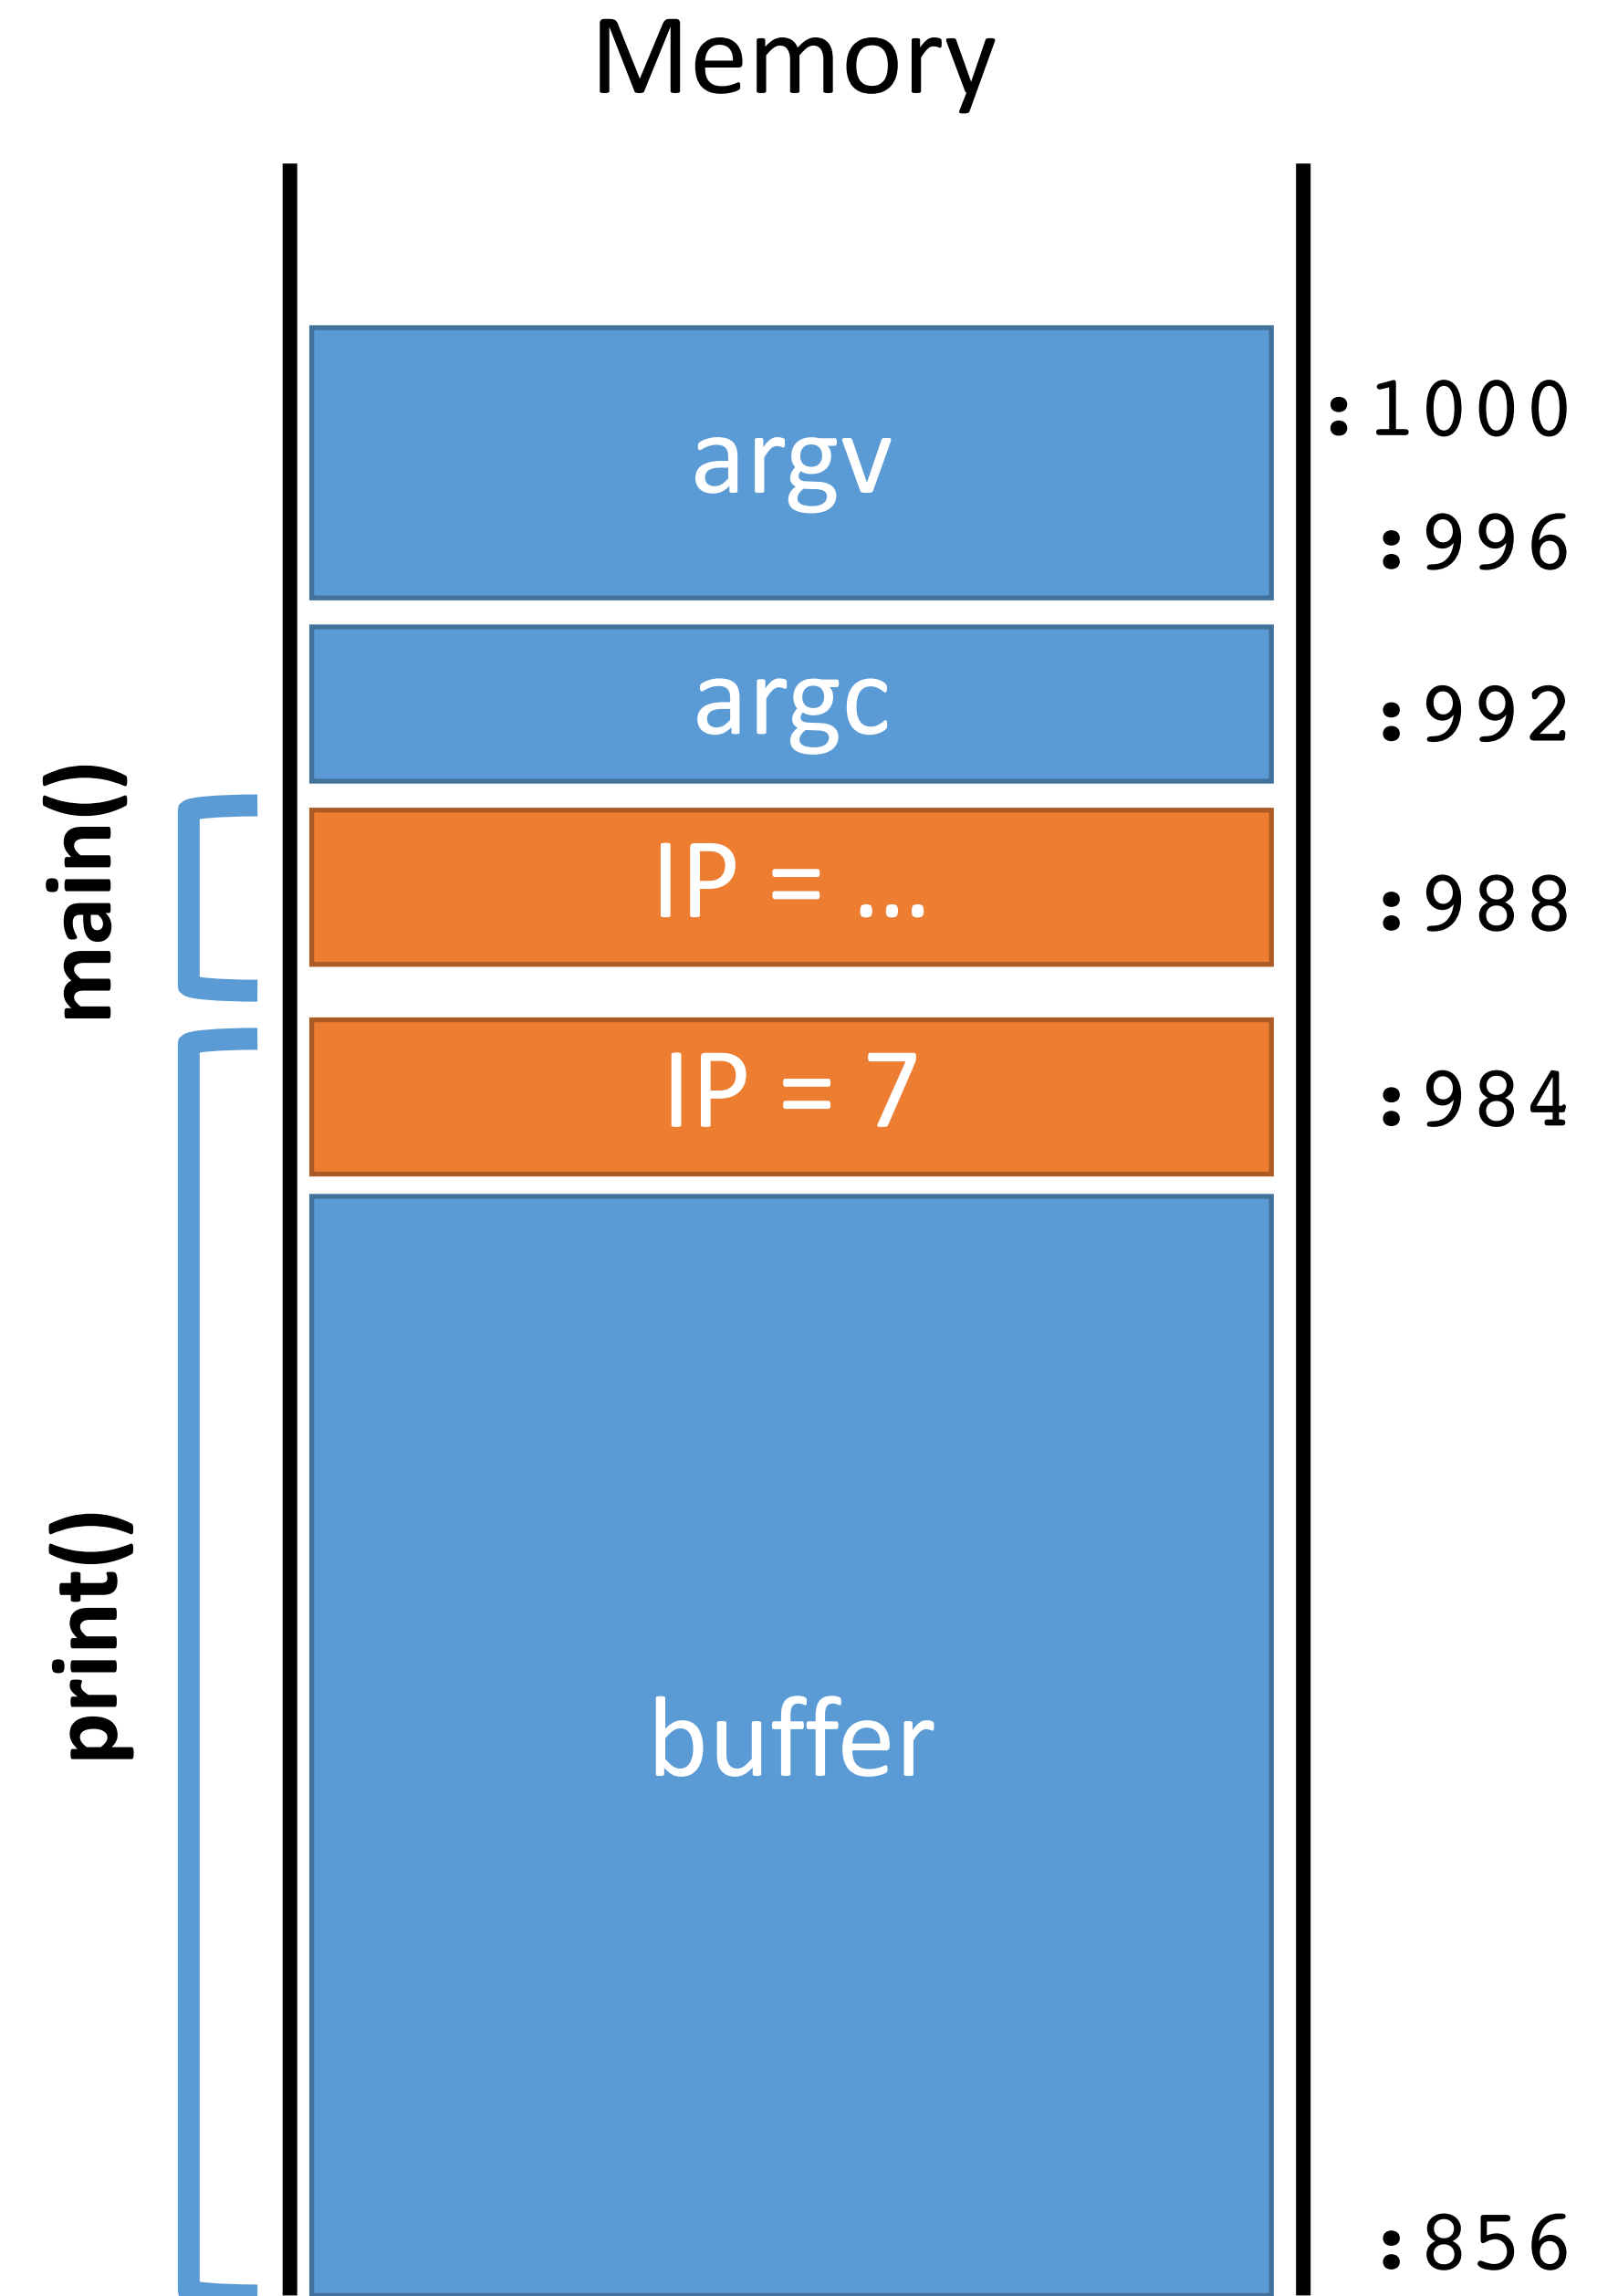 Memory
argv
:1000
:996
argc
:992
main()
IP = ...
:988
IP = 7
:984
print()
buffer
:856